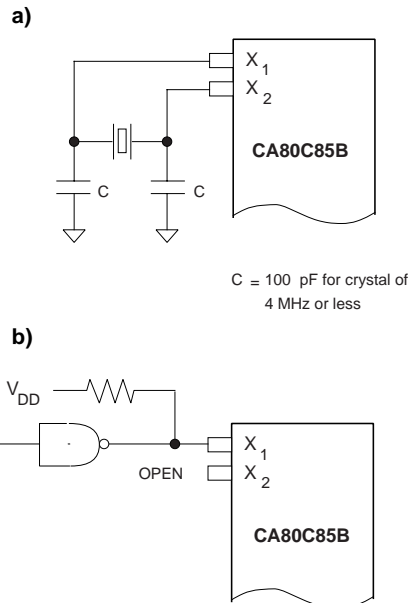 a)
X1
X2
CA80C85B
C C
C = 100 pF for crystal of
4 MHz or less
b)
VDD
X1
OPEN X2
CA80C85B